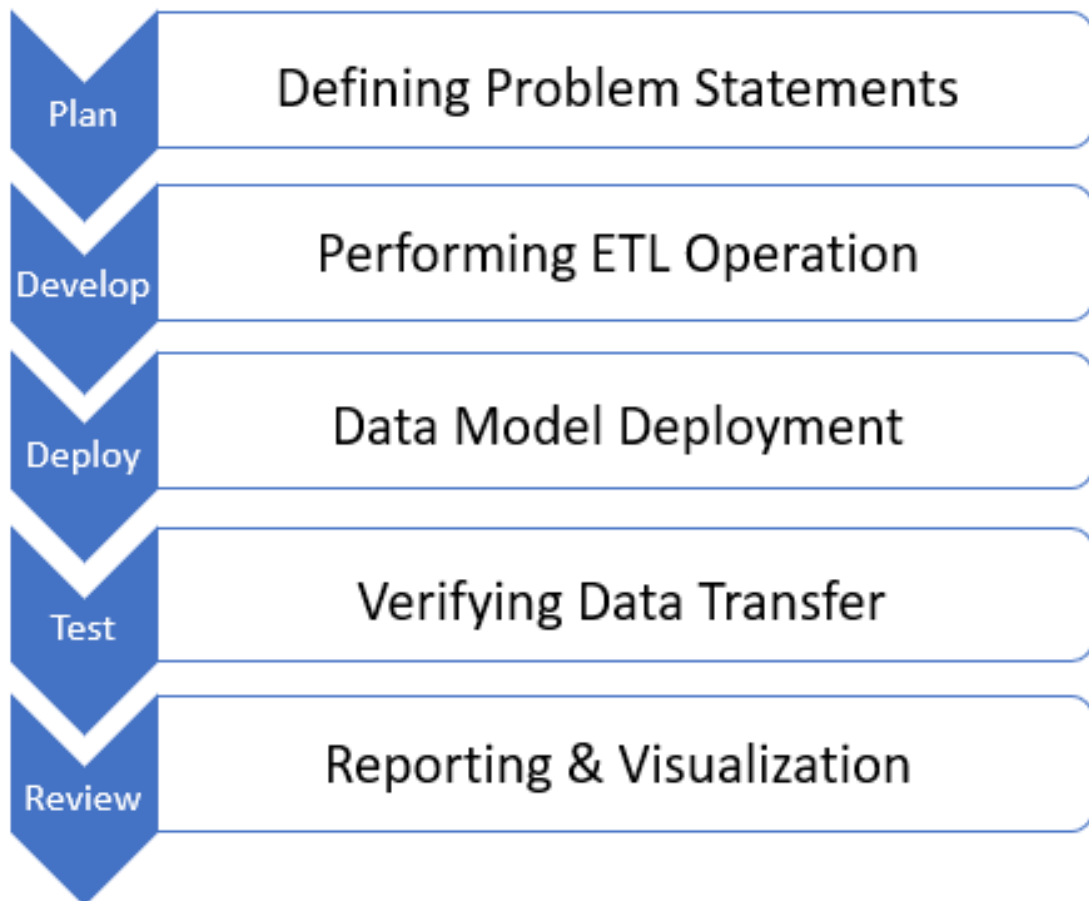 Plan
Defining Problem Statements
Develop
Performing ETL Operation
Deploy
Data Model Deployment
Test
Verifying Data Transfer
Review
Reporting & Visualization